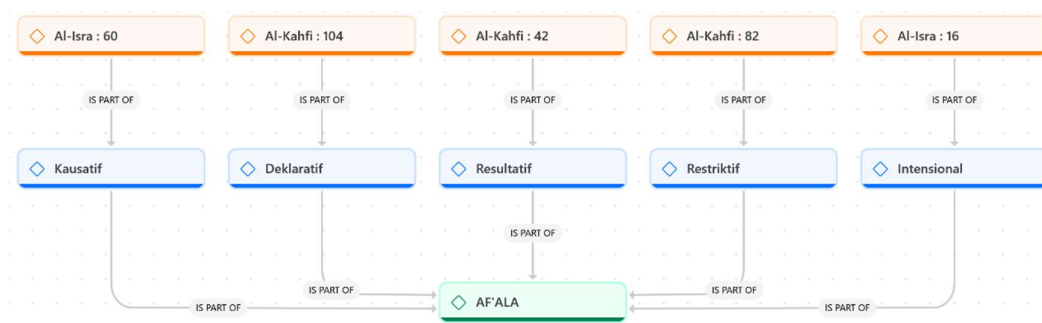 Al-Isra : 60
Al-Kahfi : 104
Al-Kahfi : 42
Al-Kahfi : 82
Al-Isra : 16
IS PART OF
IS PART OF
IS PART OF
IS PART OF
IS PART OF
Kausatif
Deklaratif
Resultatif
Restriktif
Intensional
IS PART OF
IS PART OF
IS PART OF
IS PART OF
IS PART OF
AF'ALA